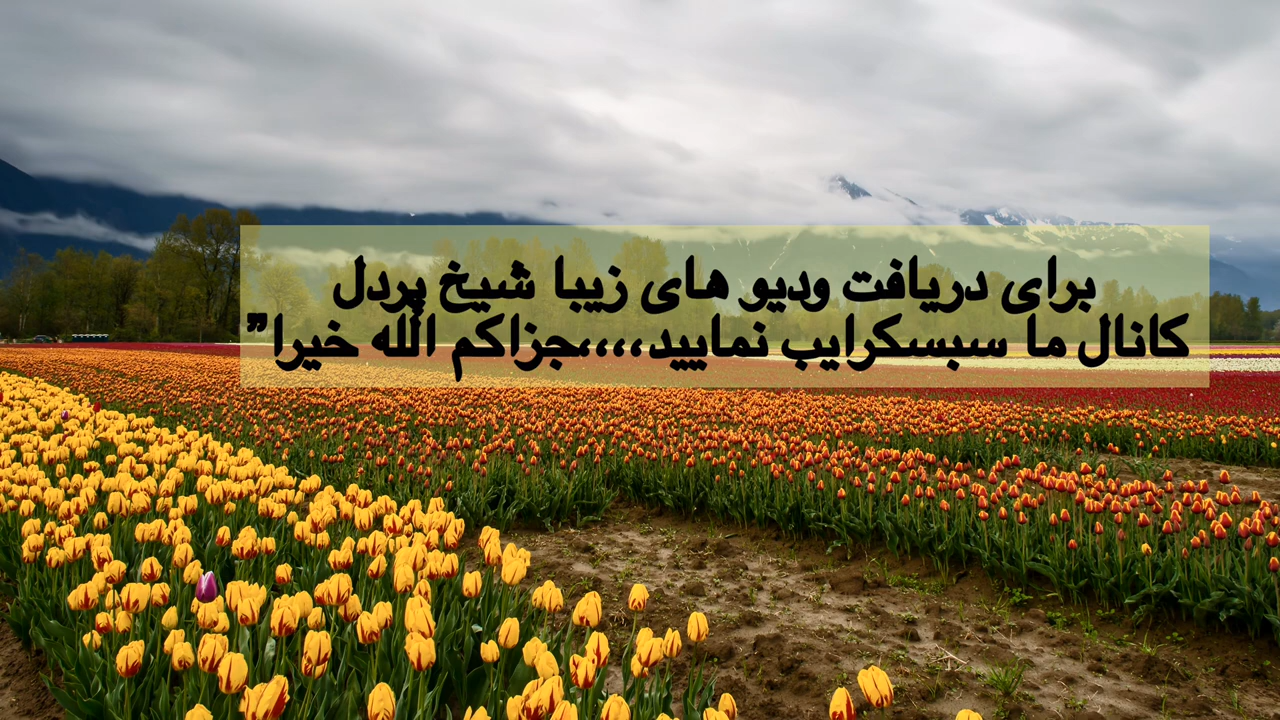 برای دریافت ودیو های زیبا شیخ پردل
کانال ما سبسکرایب نمایید،،،،جزاکم الله خیرا"